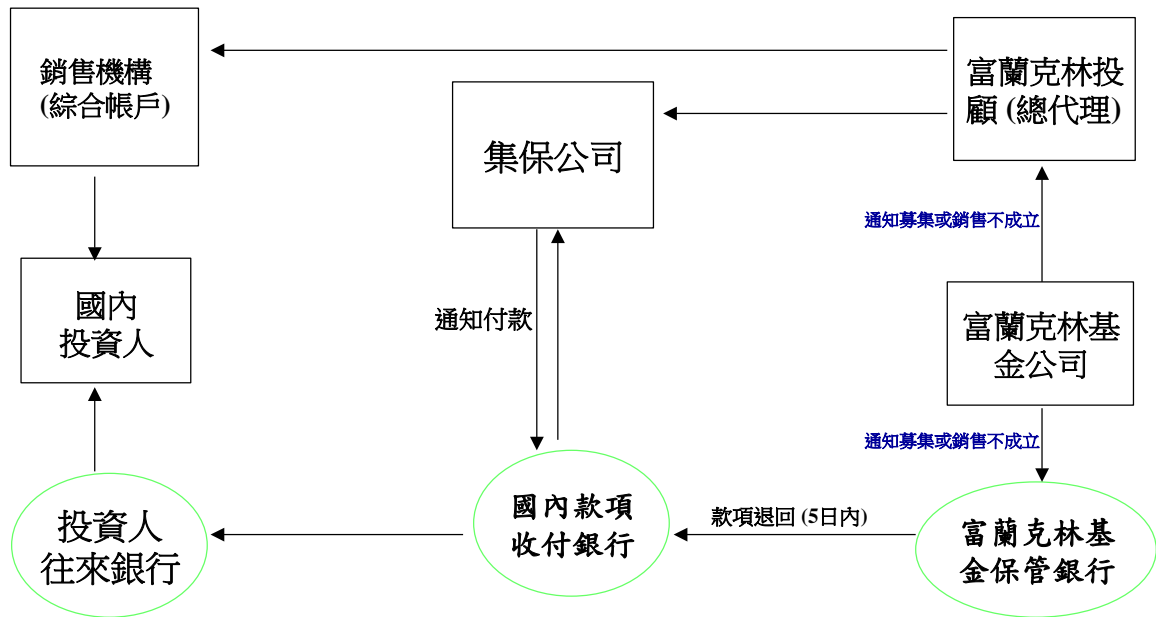 銷售機構
(綜合帳戶)
富蘭克林投
顧 (總代理)
集保公司
通知募集或銷售不成立
國內
投資人
通知付款
富蘭克林基
金公司
通知募集或銷售不成立
投資人
往來銀行
國內款項
收付銀行
款項退回 (5日內)
富蘭克林基
金保管銀行